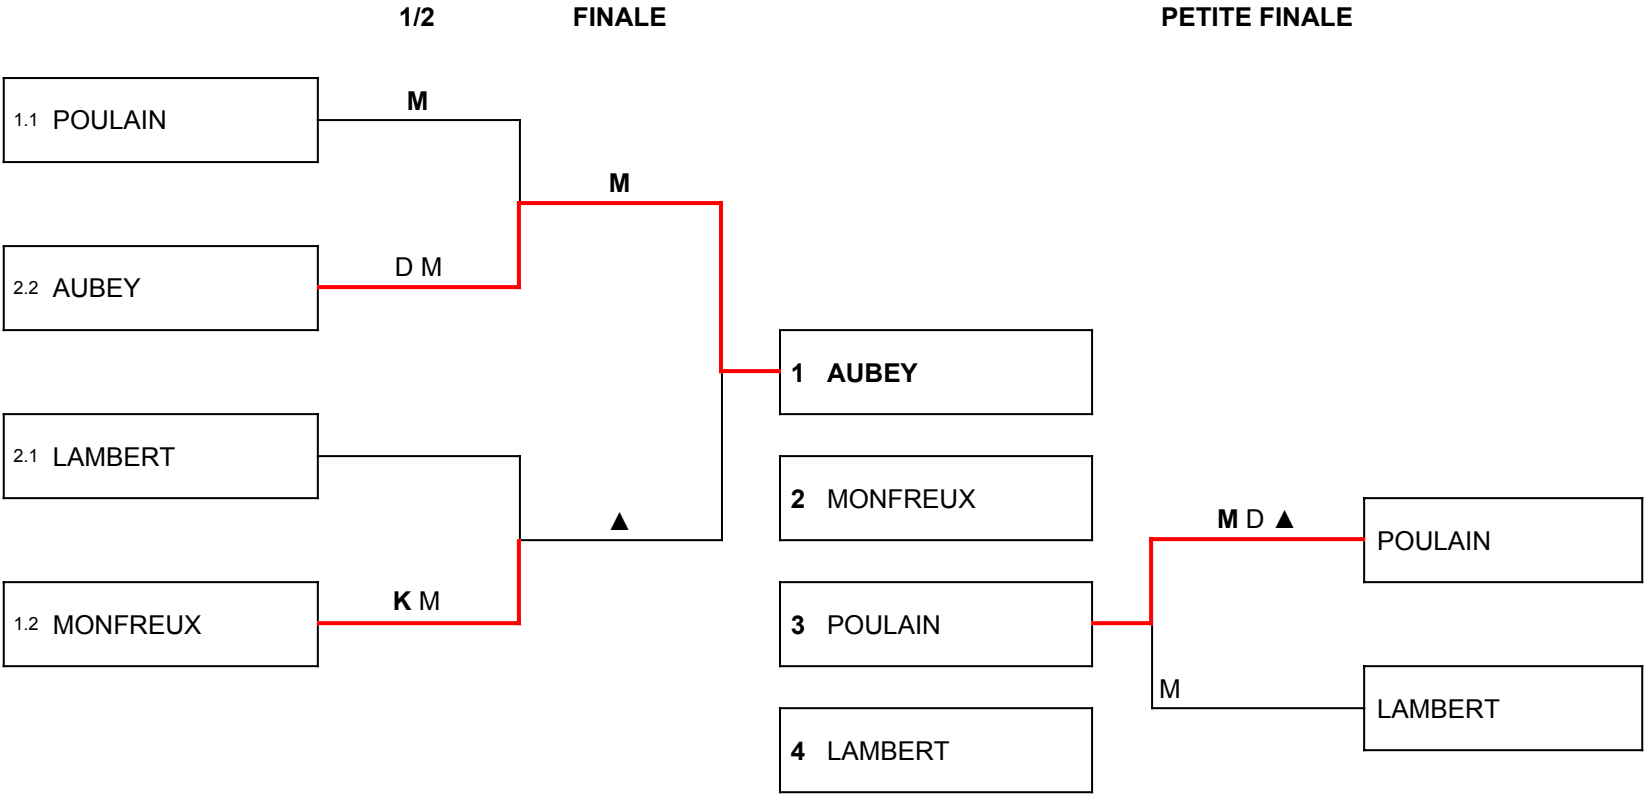 1/2 FINALE PETITE FINALE
M
1.1 POULAIN
M
D M
2.2 AUBEY
1 AUBEY
2.1 LAMBERT
2 MONFREUX
▲
M D ▲
POULAIN
K M
1.2 MONFREUX
3 POULAIN
M
LAMBERT
4 LAMBERT